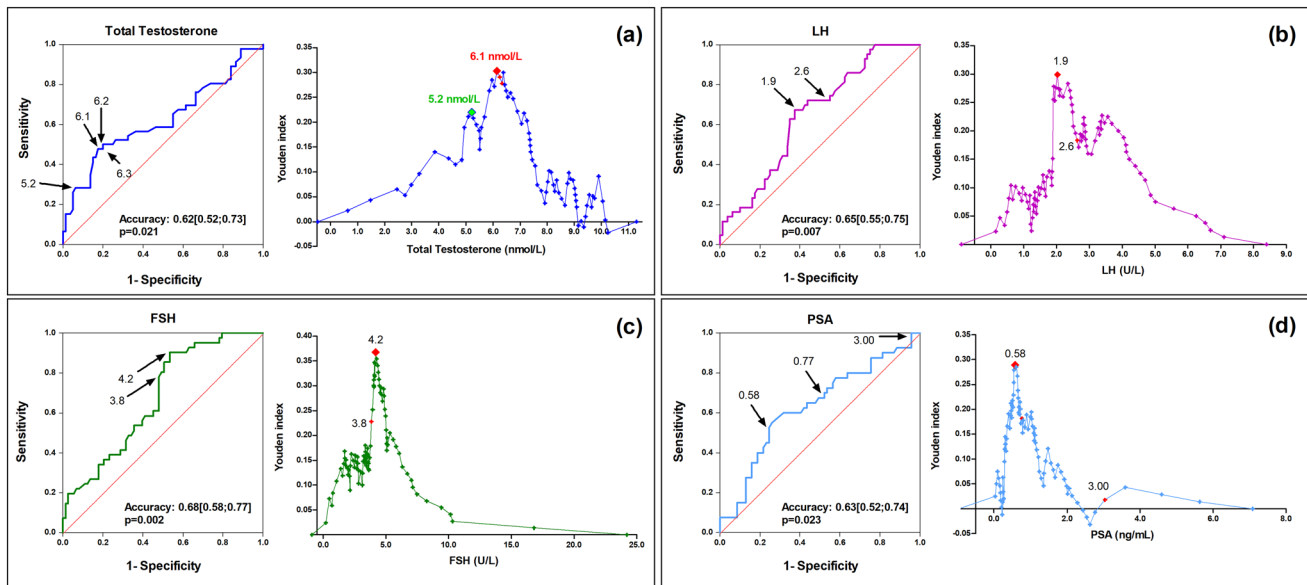 Total Testosterone
(a)
Sensitivity
1.0
0.8
0.6
0.4
0.2
0.0
6.2
6.1
6.3
5.2
Accuracy: 0.62[0.52;0.73]
p=0.021
0.0 0.2 0.4 0.6 0.8 1.0
1- Specificity
Youden index
0.35
0.30
0.25
0.20
0.15
0.10
0.05
0.00
-0.05
6.1 nmol/L
5.2 nmol/L
0.0 1.0 2.0 3.0 4.0 5.0 6.0 7.0 8.0 9.0 10.0 11.0
Total Testosterone (nmol/L)
LH
(b)
Sensitivity
1.0
0.8
0.6
0.4
0.2
0.0
2.6
1.9
Accuracy: 0.65[0.55;0.75]
p=0.007
0.0 0.2 0.4 0.6 0.8 1.0
1- Specificity
Youden index
0.35
0.30
0.25
0.20
0.15
0.10
0.05
0.00
1.9
2.6
0.0 1.0 2.0 3.0 4.0 5.0 6.0 7.0 8.0 9.0
LH (U/L)
FSH
(c)
Sensitivity
1.0
0.8
0.6
0.4
0.2
0.0
4.2
3.8
Accuracy: 0.68[0.58;0.77]
p=0.002
0.0 0.2 0.4 0.6 0.8 1.0
1- Specificity
Youden index
0.40
0.35
0.30
0.25
0.20
0.15
0.10
0.05
0.00
4.2
3.8
0.0 5.0 10.0 15.0 20.0 25.0
FSH (U/L)
PSA
(d)
Sensitivity
1.0
0.8
0.6
0.4
0.2
0.0
3.00
0.77
0.58
Accuracy: 0.63[0.52;0.74]
p=0.023
0.0 0.2 0.4 0.6 0.8 1.0
1- Specificity
Youden index
0.35
0.30
0.25
0.20
0.15
0.10
0.05
0.00
-0.05
0.58
3.00
0.0 2.0 4.0 6.0 8.0
PSA (ng/mL)